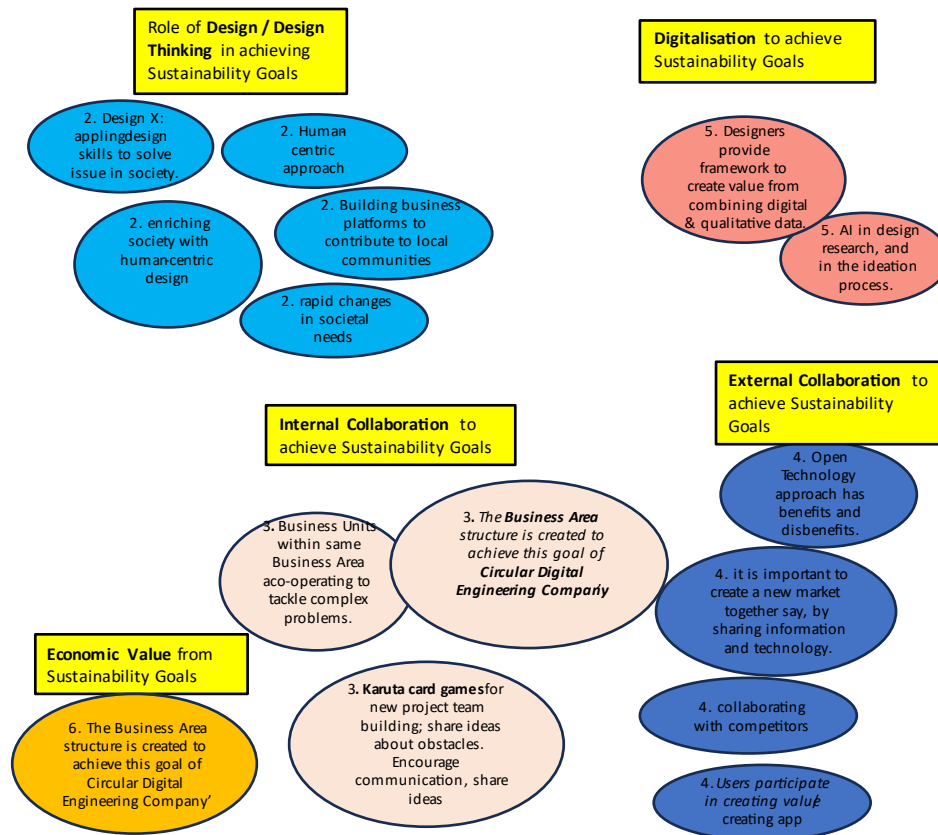 Role of Design / Design
Thinking in achieving
Sustainability Goals
2. Design X:
applingdesign
skills to solve
issue in society.
2. Human-
centric
approach
2. enriching
society with
human-centric
design
2. Building business
platforms to
contribute to local
communities
2. rapid changes
in societal
needs
Digitalisation to achieve
Sustainability Goals
5. Designers
provide
framework to
create value from
combining digital
& qualitative data.
5. AI in design
research, and
in the ideation
process.
Internal Collaboration to
achieve Sustainability Goals
3. Business Units
within same
Business Area
aco-operating to
tackle complex
problems.
3. The Business Area
structure is created to
achieve this goal of
Circular Digital
Engineering Company'
3. Karuta card games for
new project team
building; share ideas
about obstacles.
Encourage
communication, share
ideas
External Collaboration to
achieve Sustainability
Goals
4. Open
Technology
approach has
benefits and
disbenefits.
4. it is important to
create a new market
together say, by
sharing information
and technology.
4. collaborating
with competitors
4. Users participate
in creating value/
creating app
Economic Value from
Sustainability Goals
6. The Business Area
structure is created to
achieve this goal of
Circular Digital
Engineering Company'